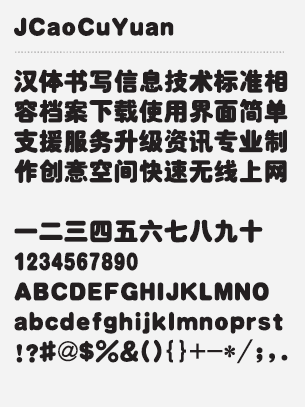 JCaoCuYuan
汉体书写信息技术标准相
容档案下载使用界面简单
支援服务升级资讯专业制
作创意空间快速无线上网
一二三四五六七八九十
1234567890
ABCDEFGHIJKLMNO
abcdefghijklmnoprst
!?#@$%&(){}+−*/;,.